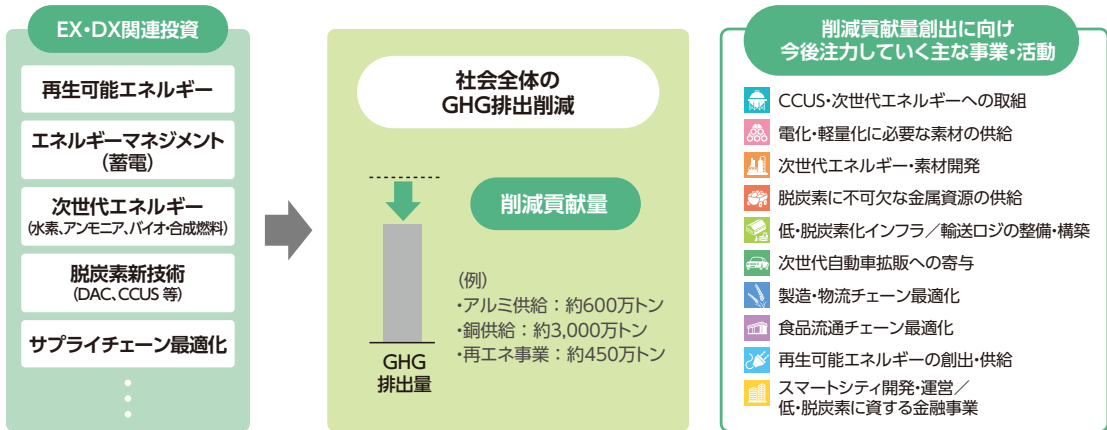 EX・DX関連投資
再生可能エネルギー
エネルギーマネジメント
（蓄電）
次世代エネルギー
（水素、アンモニア、バイオ・合成燃料）
脱炭素新技術
（DAC、CCUS 等）
サプライチェーン最適化
社会全体の
GHG排出削減
削減貢献量
（例）
・アルミ供給：約600万トン
・銅供給：約3,000万トン
・再エネ事業：約450万トン
GHG
排出量
削減貢献量創出に向け
今後注力していく主な事業・活動
CCUS・次世代エネルギーへの取組
電化・軽量化に必要な素材の供給
次世代エネルギー・素材開発
脱炭素に不可欠な金属資源の供給
低・脱炭素化インフラ／輸送ロジの整備・構築
次世代自動車拡販への寄与
製造・物流チェーン最適化
食品流通チェーン最適化
再生可能エネルギーの創出・供給
スマートシティ開発・運営／
低・脱炭素に資する金融事業